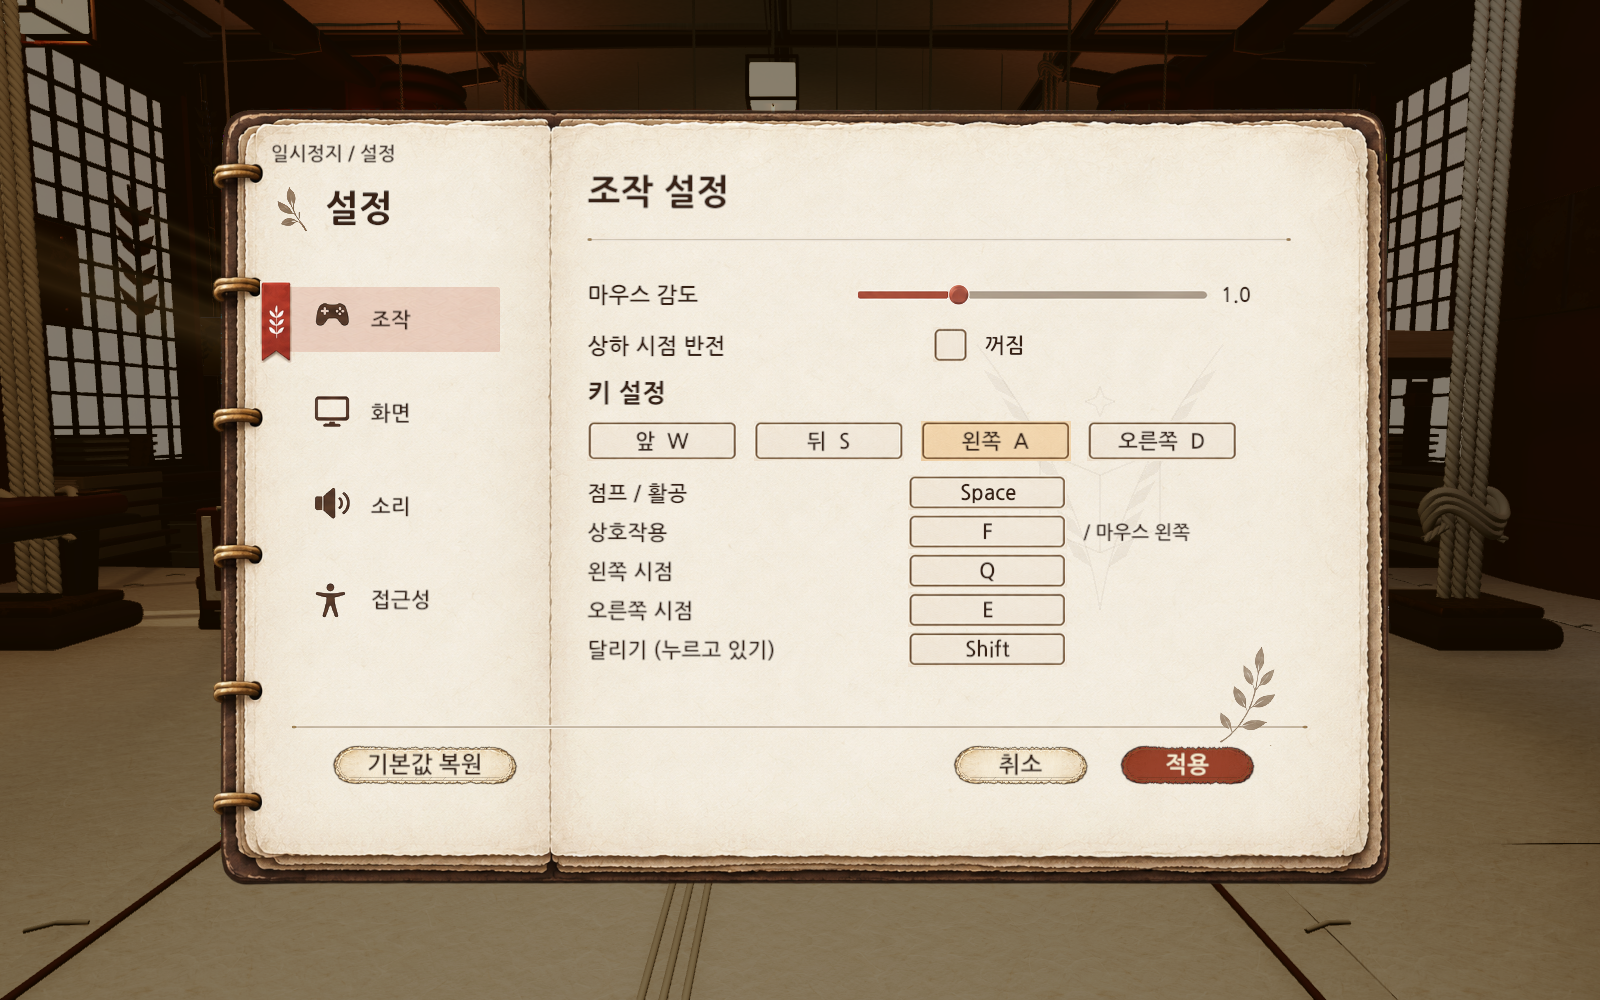 일시정지 / 설정
설정
조작
화면
소리
접근성
조작 설정
마우스 감도 1.0
상하 시점 반전 꺼짐
키 설정
앞 W 뒤 S 왼쪽 A 오른쪽 D
점프 / 활공 Space
상호작용 F / 마우스 왼쪽
왼쪽 시점 Q
오른쪽 시점 E
달리기 (누르고 있기) Shift
기본값 복원 취소 적용